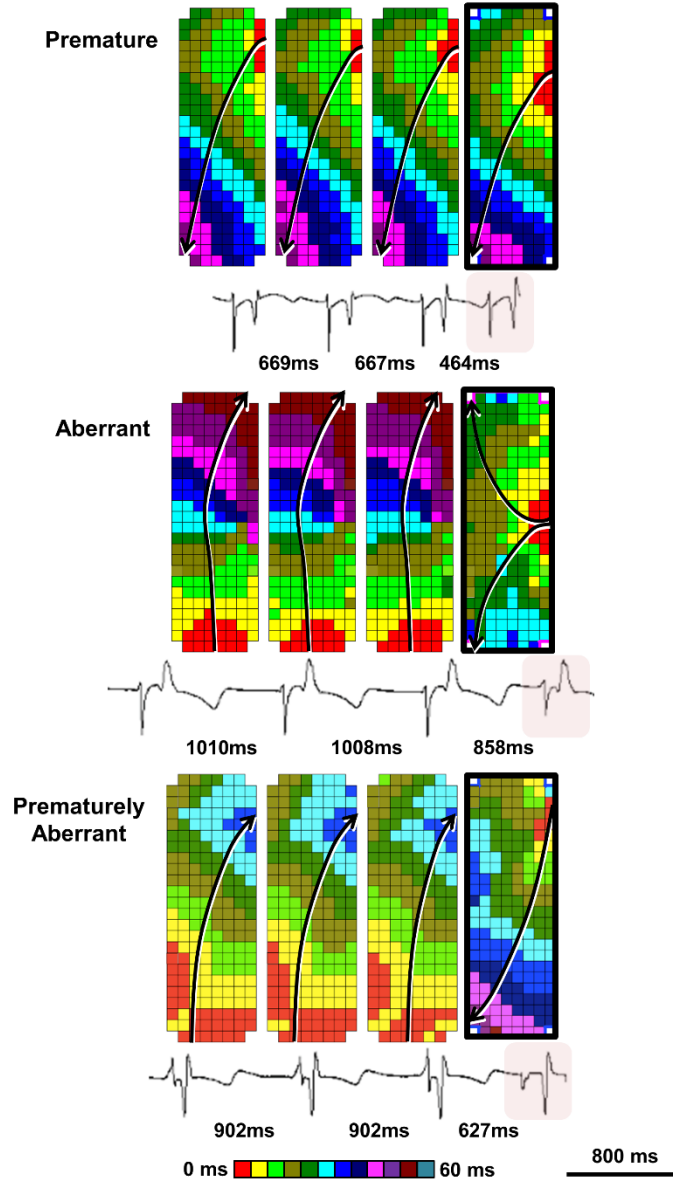 Premature
669ms 667ms 464ms
Aberrant
1010ms 1008ms 858ms
Prematurely
Aberrant
902ms 902ms 627ms
0 ms 60 ms 800 ms